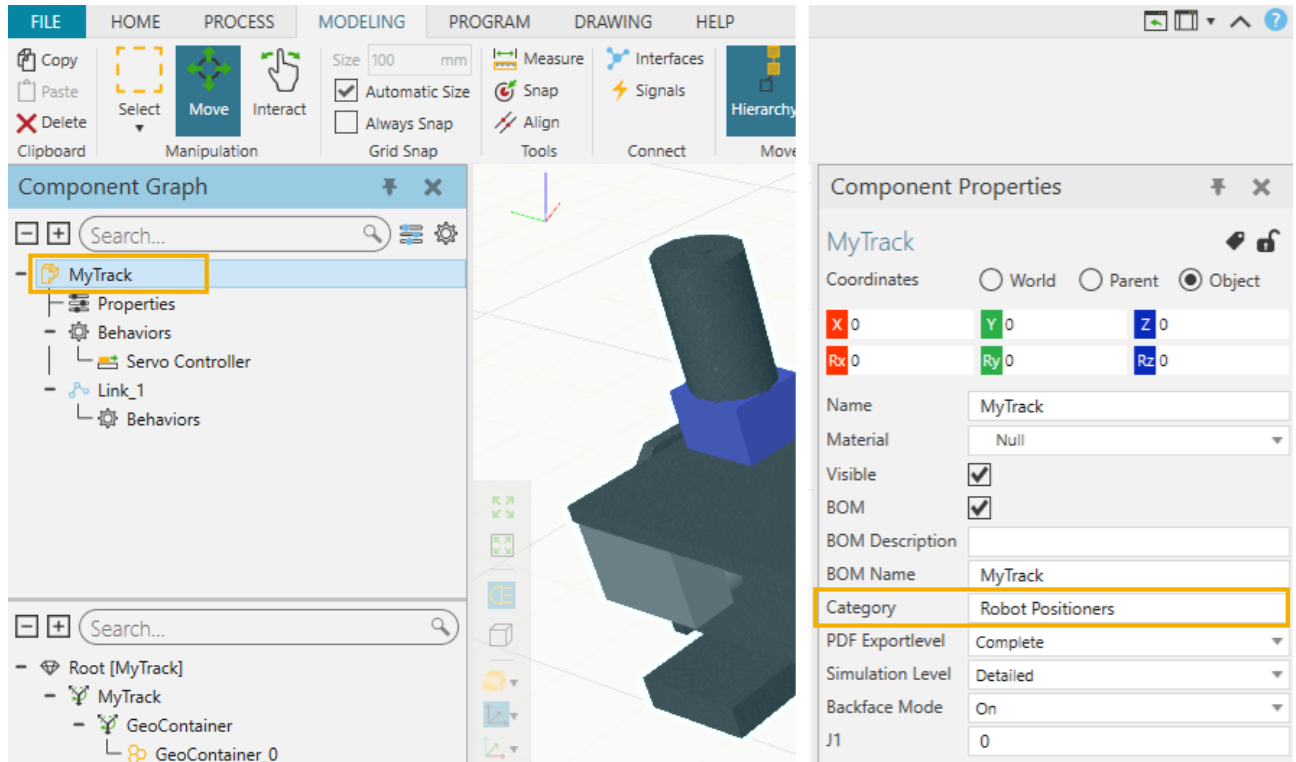 FILE HOME PROCESS MODELING PROGRAM DRAWING HELP ?
Copy
Paste
Delete
Clipboard
Select Move Interact
Manipulation
Size 100 mm
Automatic Size
Always Snap
Grid Snap
Measure
Snap
Align
Tools
Interfaces
Signals
Connect
Hierarchy
Move
Component Graph
Search...
MyTrack
Properties
Behaviors
Servo Controller
Link_1
Behaviors
Search...
Root [MyTrack]
MyTrack
GeoContainer
GeoContainer_0
Component Properties
MyTrack
Coordinates World Parent Object
X 0 Y 0 Z 0
Rx 0 Ry 0 Rz 0
Name MyTrack
Material Null
Visible
BOM
BOM Description
BOM Name MyTrack
Category Robot Positioners
PDF Exportlevel Complete
Simulation Level Detailed
Backface Mode On
J1 0